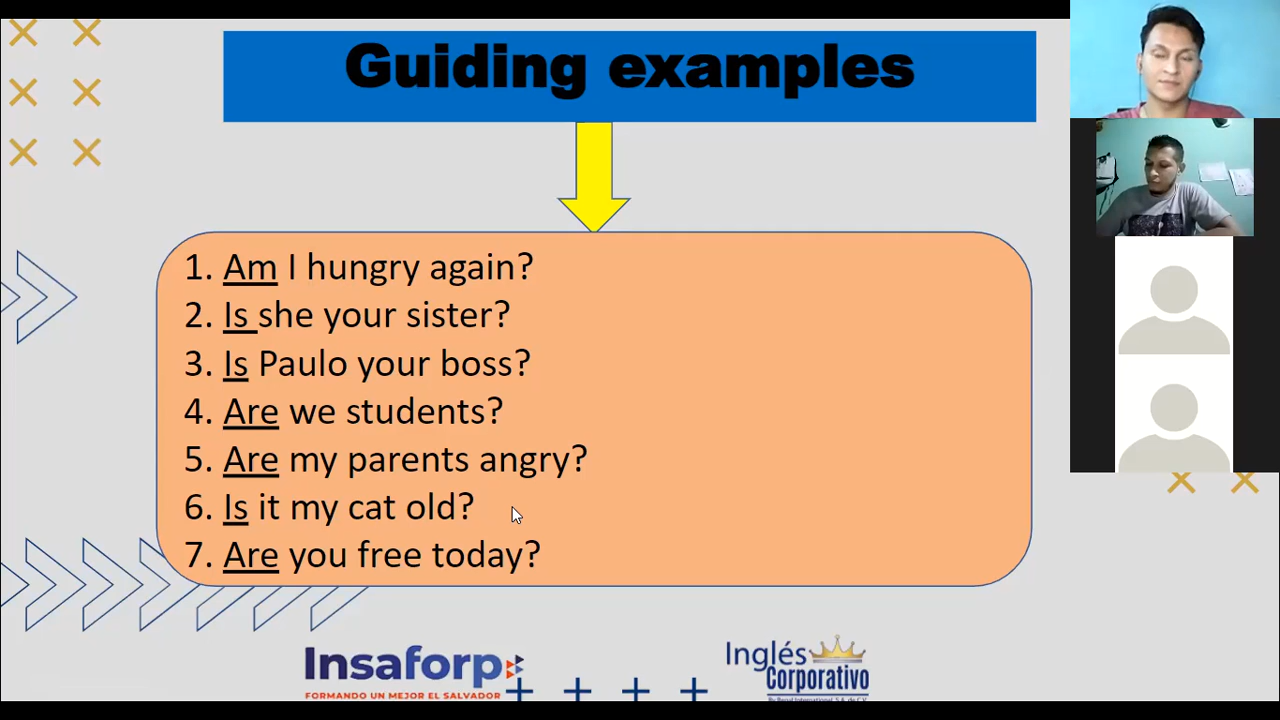 Guiding examples
1. Am I hungry again?
2. Is she your sister?
3. Is Paulo your boss?
4. Are we students?
5. Are my parents angry?
6. Is it my cat old?
7. Are you free today?
Insaforp
FORMANDO UN MEJOR EL SALVADOR
Inglés
Corporativo